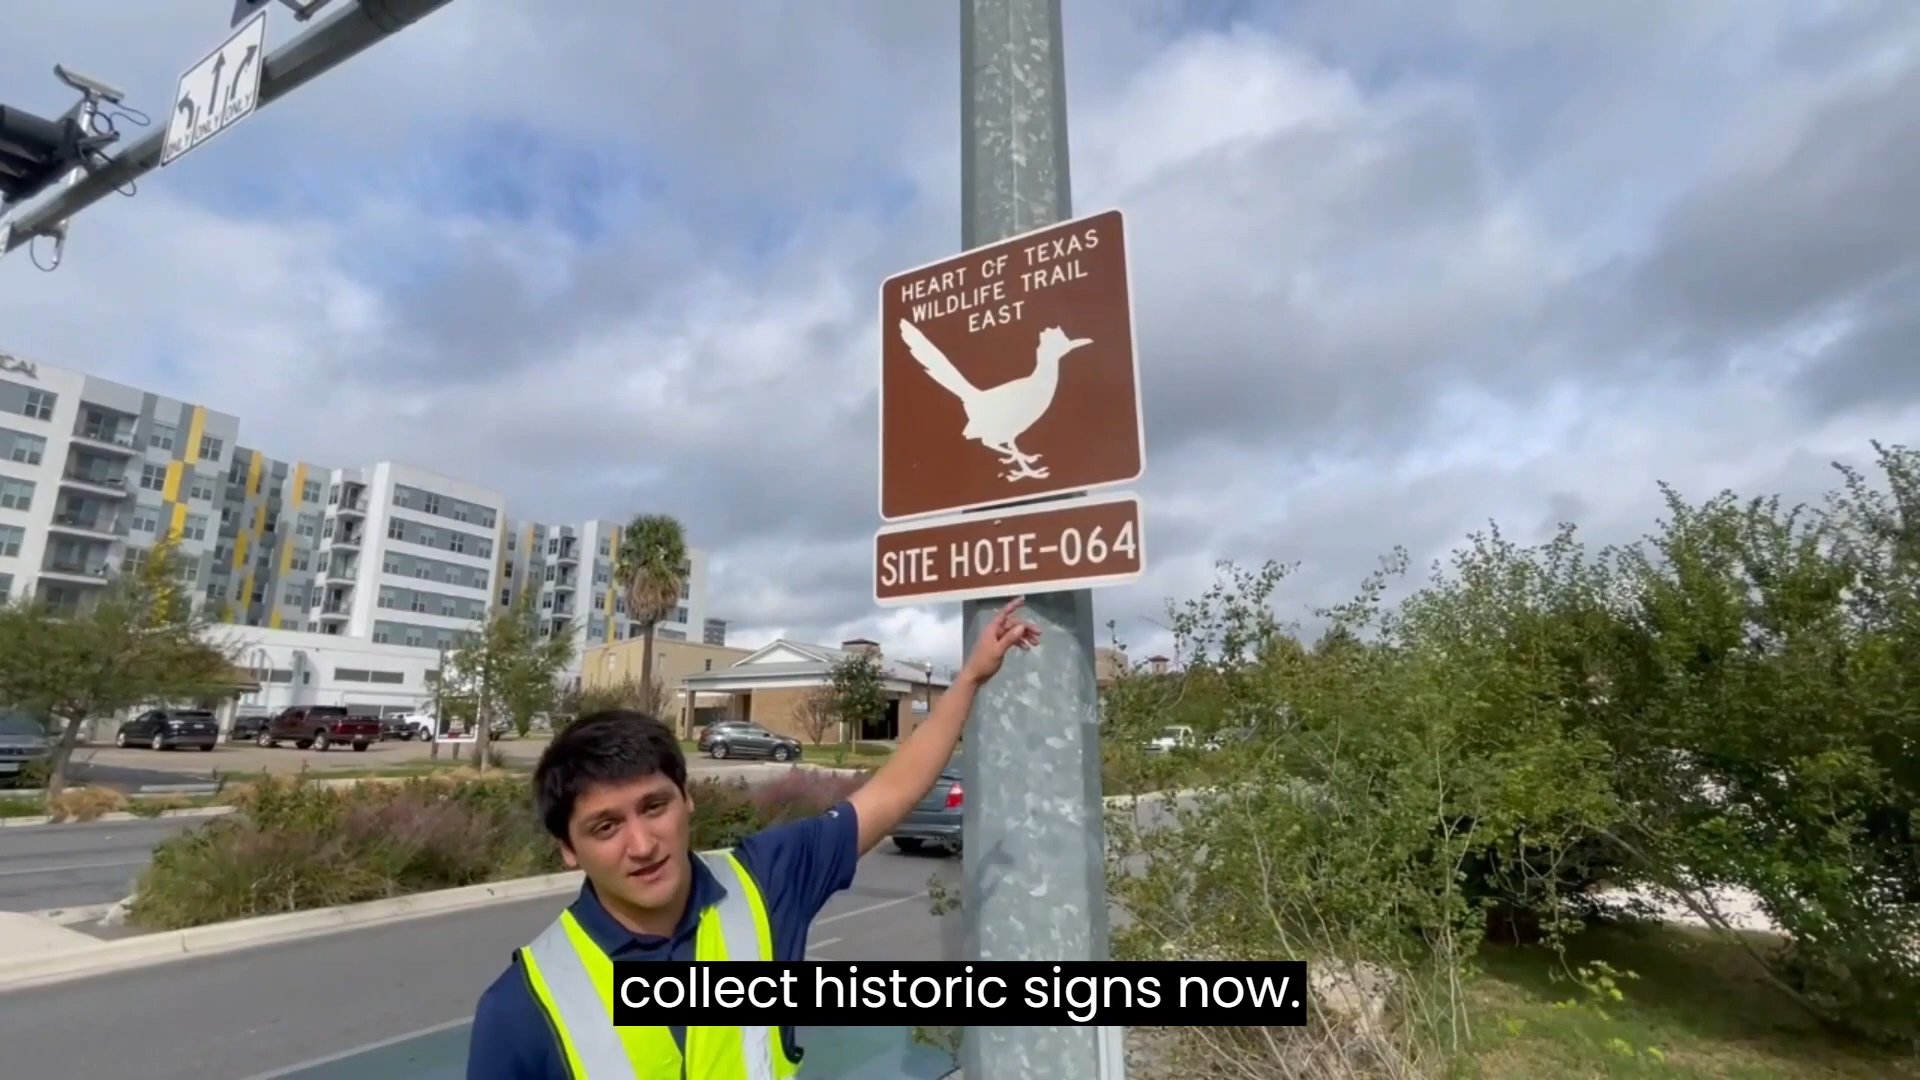 ONLY ONLY ONLY
HEART OF TEXAS
WILDLIFE TRAIL
EAST
SITE HOTE-064
collect historic signs now.